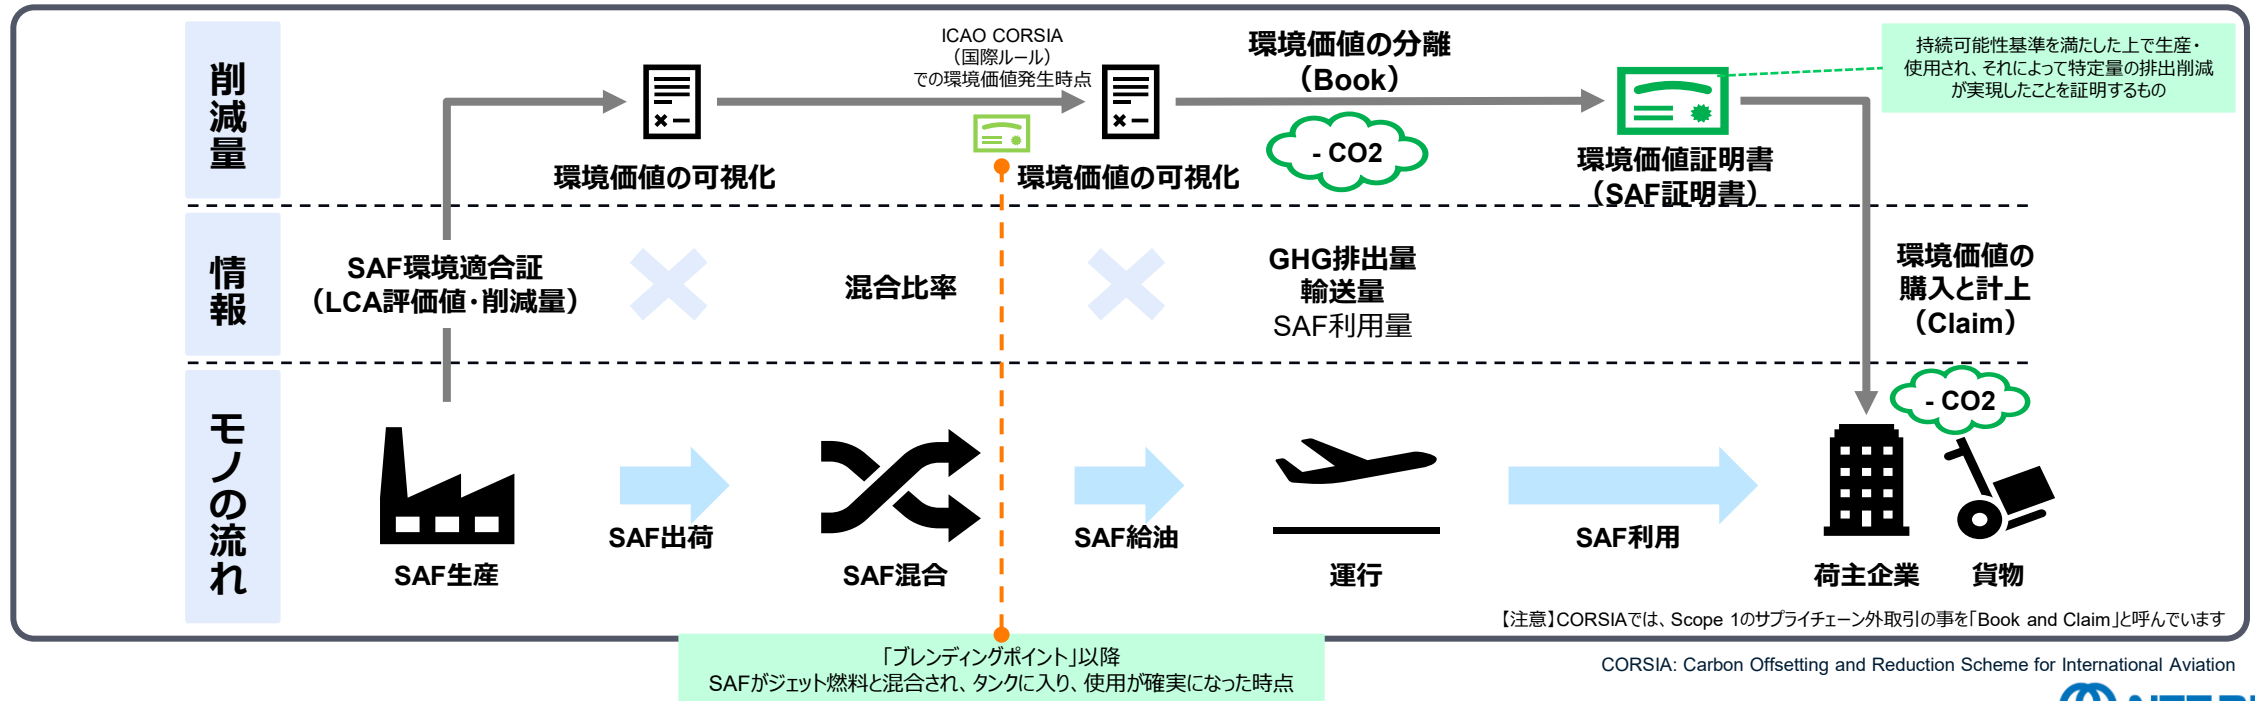 削減量
ICAO CORSIA
（国際ルール）
での環境価値発生時点
環境価値の分離
（Book）
持続可能性基準を満たした上で生産・
使用され、それによって特定量の排出削減
が実現したことを証明するもの
- CO2
環境価値の可視化
環境価値の可視化
環境価値証明書
（SAF証明書）
情報
SAF環境適合証
（LCA評価値・削減量）
混合比率
GHG排出量
輸送量
SAF利用量
環境価値の
購入と計上
（Claim）
モノの流れ
- CO2
SAF出荷
SAF給油
SAF利用
SAF生産
SAF混合
運行
荷主企業
貨物
【注意】CORSIAでは、Scope 1のサプライチェーン外取引の事を「Book and Claim」と呼んでいます
「ブレンディングポイント」以降
SAFがジェット燃料と混合され、タンクに入り、使用が確実になった時点
CORSIA: Carbon Offsetting and Reduction Scheme for International Aviation